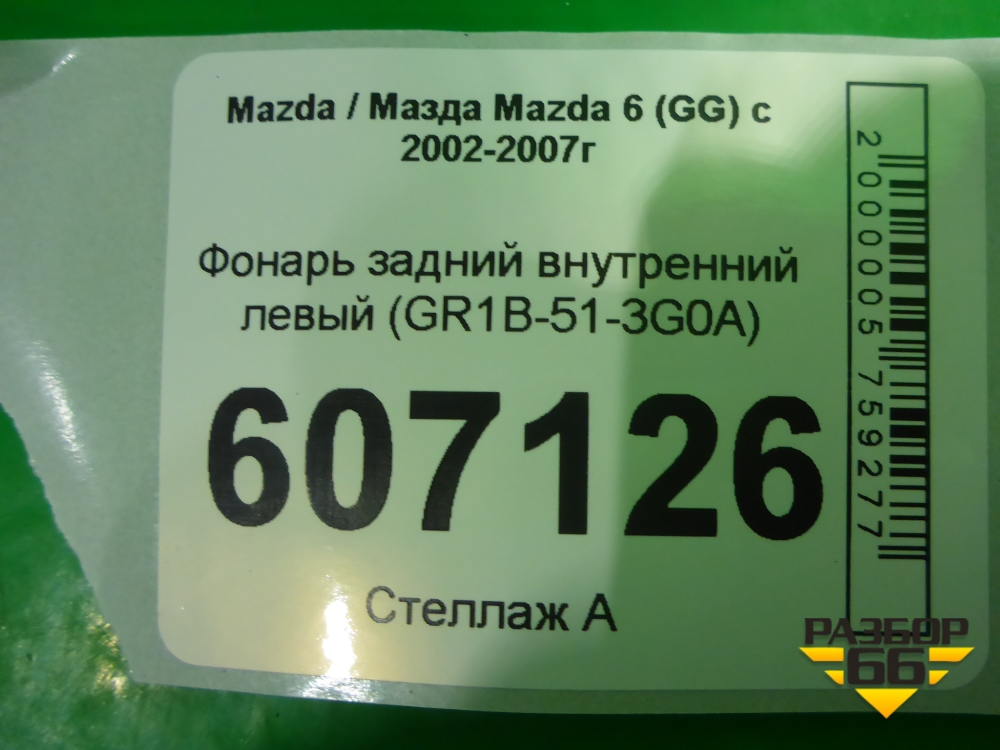 Mazda / Мазда Mazda 6 (GG) с
2002-2007г
Фонарь задний внутренний
левый (GR1B-51-3G0A)
607126
Стеллаж А
2000005759277
РАЗБОР
66